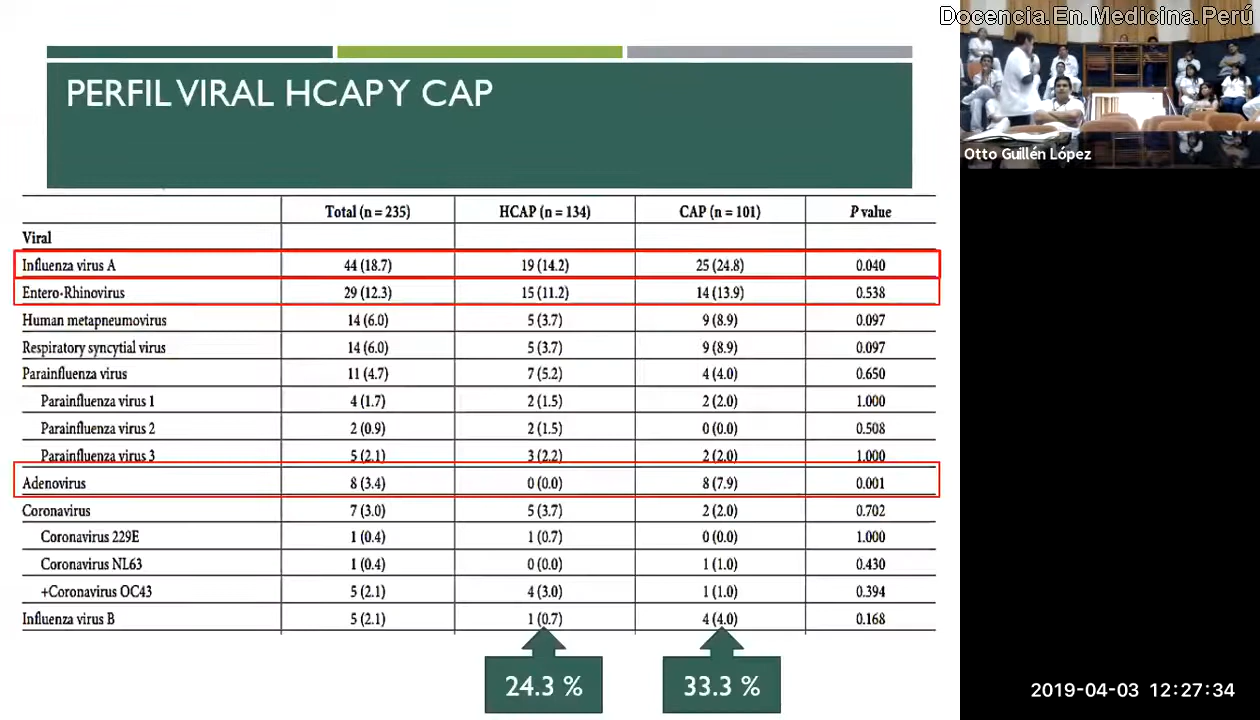 Docencia.En.Medicina.Perú
PERFIL VIRAL HCAP Y CAP
Otto Guillén López
Total (n = 235) HCAP (n = 134) CAP (n = 101) P value
Viral
Influenza virus A 44 (18.7) 19 (14.2) 25 (24.8) 0.040
Entero-Rhinovirus 29 (12.3) 15 (11.2) 14 (13.9) 0.538
Human metapneumovirus 14 (6.0) 5 (3.7) 9 (8.9) 0.097
Respiratory syncytial virus 14 (6.0) 5 (3.7) 9 (8.9) 0.097
Parainfluenza virus 11 (4.7) 7 (5.2) 4 (4.0) 0.650
Parainfluenza virus 1 4 (1.7) 2 (1.5) 2 (2.0) 1.000
Parainfluenza virus 2 2 (0.9) 2 (1.5) 0 (0.0) 0.508
Parainfluenza virus 3 5 (2.1) 3 (2.2) 2 (2.0) 1.000
Adenovirus 8 (3.4) 0 (0.0) 8 (7.9) 0.001
Coronavirus 7 (3.0) 5 (3.7) 2 (2.0) 0.702
Coronavirus 229E 1 (0.4) 1 (0.7) 0 (0.0) 1.000
Coronavirus NL63 1 (0.4) 0 (0.0) 1 (1.0) 0.430
+Coronavirus OC43 5 (2.1) 4 (3.0) 1 (1.0) 0.394
Influenza virus B 5 (2.1) 1 (0.7) 4 (4.0) 0.168
24.3 % 33.3 %
2019-04-03 12:27:34